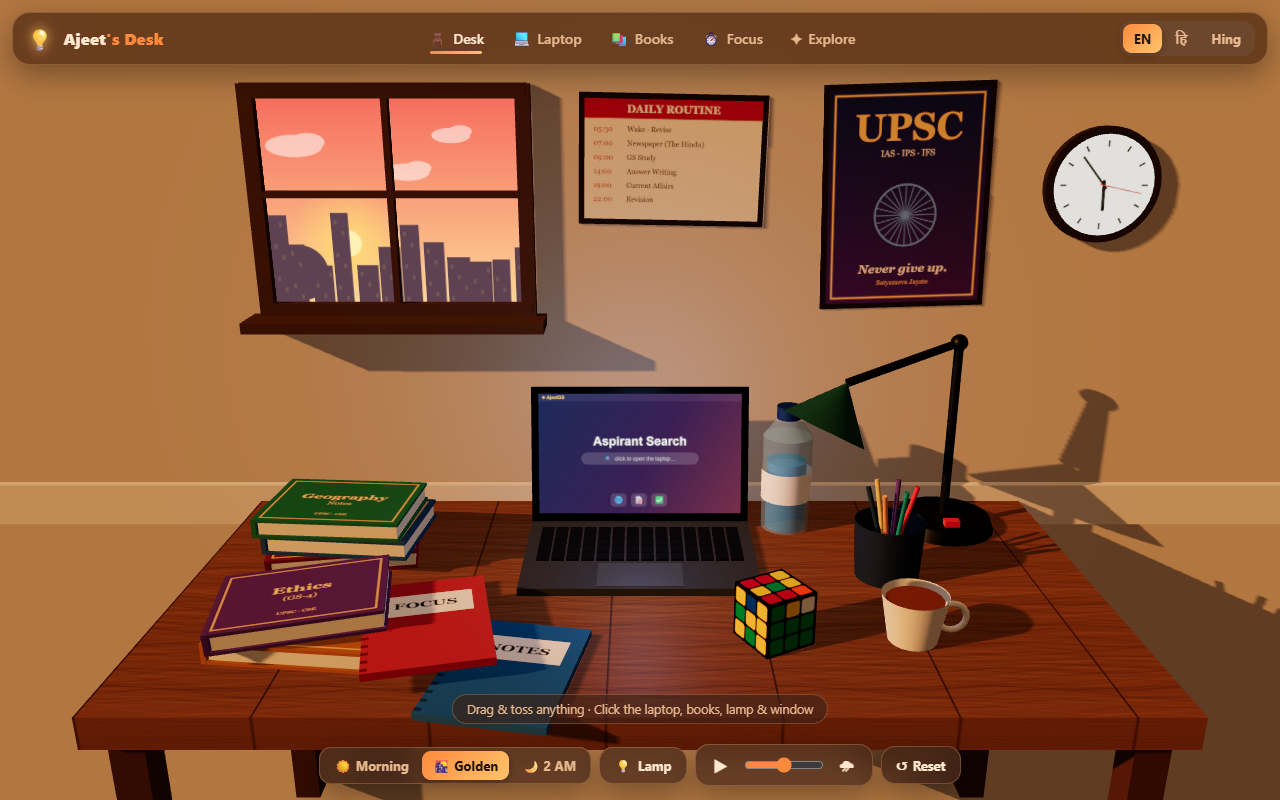 Ajeet's Desk
Desk
Laptop
Books
Focus
Explore
EN
हि
Hing
DAILY ROUTINE
05:30 Wake · Revise
07:00 Newspaper (The Hindu)
09:00 GS Study
14:00 Answer Writing
19:00 Current Affairs
22:00 Revision
UPSC
IAS · IPS · IFS
Never give up.
Satyameva Jayate
AjeetOS
Aspirant Search
click to open the laptop...
Geography
Notes
UPSC · CSE
Ethics
(GS-4)
UPSC · CSE
FOCUS
NOTES
Drag & toss anything · Click the laptop, books, lamp & window
Morning
Golden
2 AM
Lamp
Reset